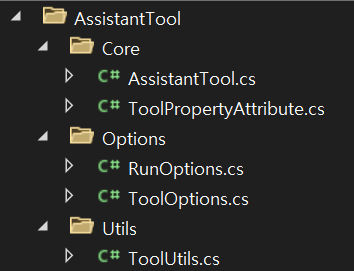 AssistantTool
Core
C# AssistantTool.cs
C# ToolPropertyAttribute.cs
Options
C# RunOptions.cs
C# ToolOptions.cs
Utils
C# ToolUtils.cs